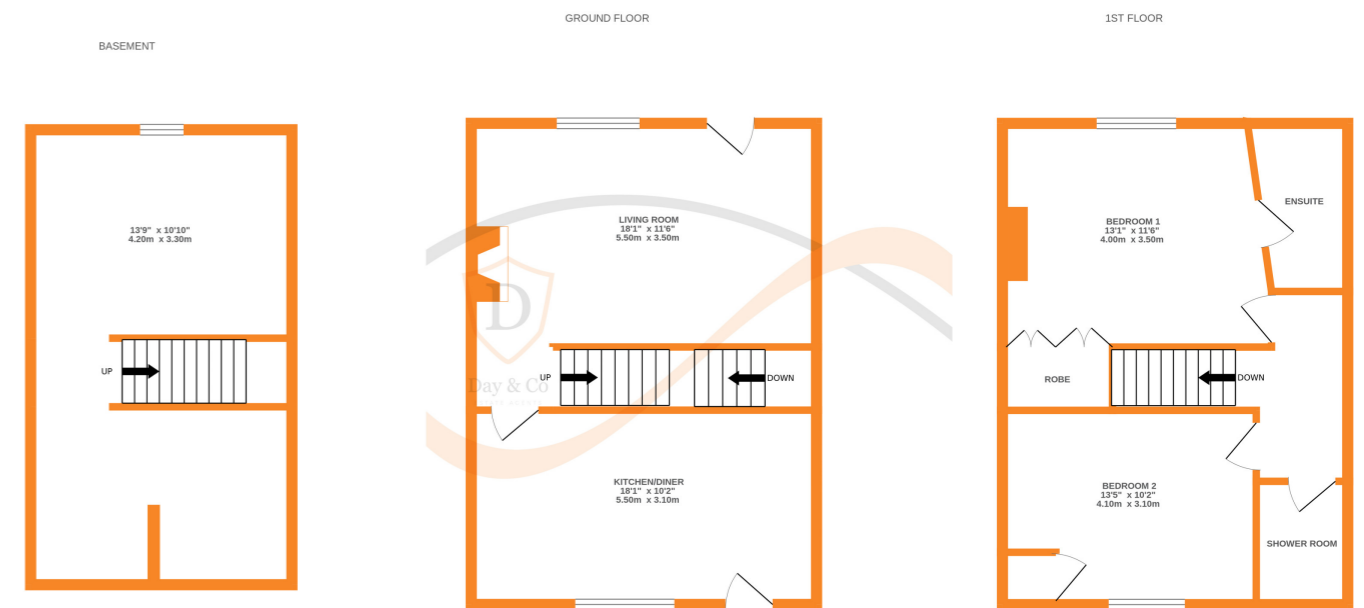 BASEMENT
GROUND FLOOR
1ST FLOOR
13'9" x 10'10"
4.20m x 3.30m
UP
LIVING ROOM
18'1" x 11'6"
5.50m x 3.50m
D
Day & Co
ESTATE AGENTS
UP
DOWN
KITCHEN/DINER
18'1" x 10'2"
5.50m x 3.10m
BEDROOM 1
13'1" x 11'6"
4.00m x 3.50m
ENSUITE
ROBE
DOWN
BEDROOM 2
13'5" x 10'2"
4.10m x 3.10m
SHOWER ROOM